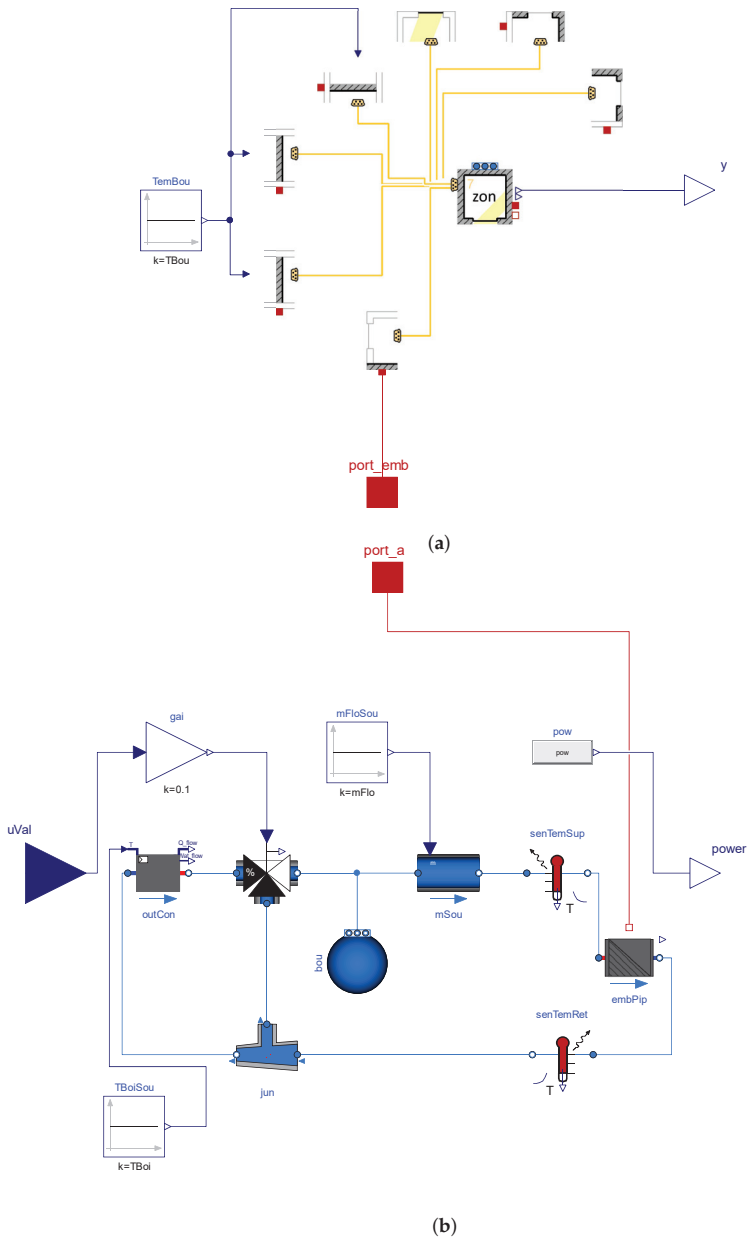 TemBou
k=TBou
7
zon
y
port_emb
(a)
port_a
gai
k=0.1
mFloSou
k=mFlo
pow
pow
uVal
T
Q_flow
%
outCon
m
mSou
senTemSup
T
power
bou
embPip
senTemRet
T
jun
TBoiSou
k=TBoi
(b)